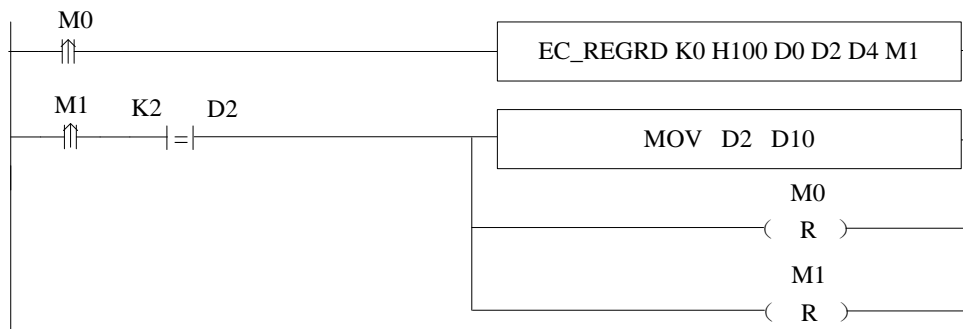 M0
EC_REGRD K0 H100 D0 D2 D4 M1
M1 K2 = D2
MOV D2 D10
M0
( R )
M1
( R )